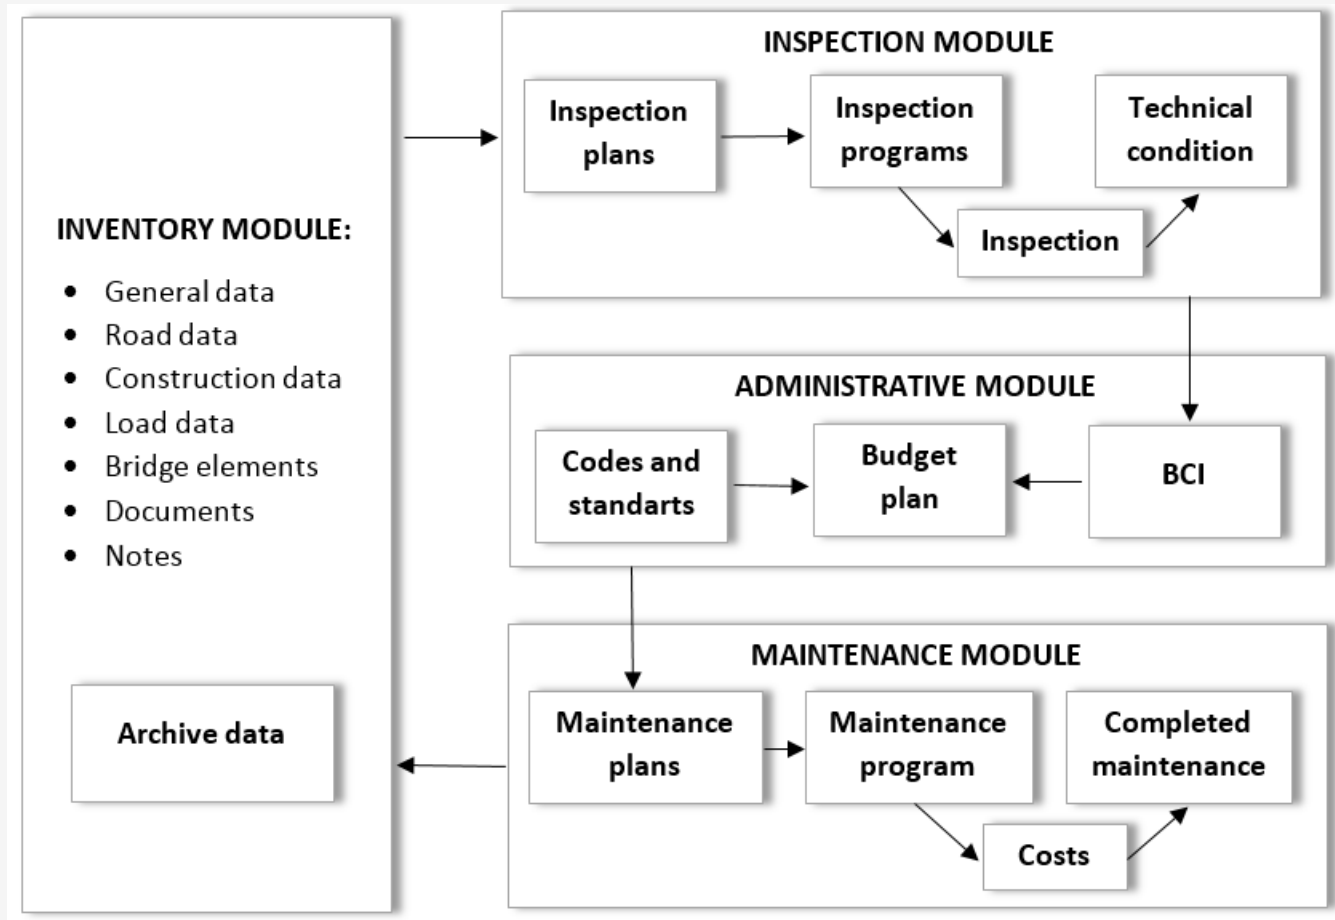 INVENTORY MODULE:
• General data
• Road data
• Construction data
• Load data
• Bridge elements
• Documents
• Notes
Archive data
INSPECTION MODULE
Inspection
plans
Inspection
programs
Technical
condition
Inspection
ADMINISTRATIVE MODULE
Codes and
standarts
Budget
plan
BCI
MAINTENANCE MODULE
Maintenance
plans
Maintenance
program
Completed
maintenance
Costs